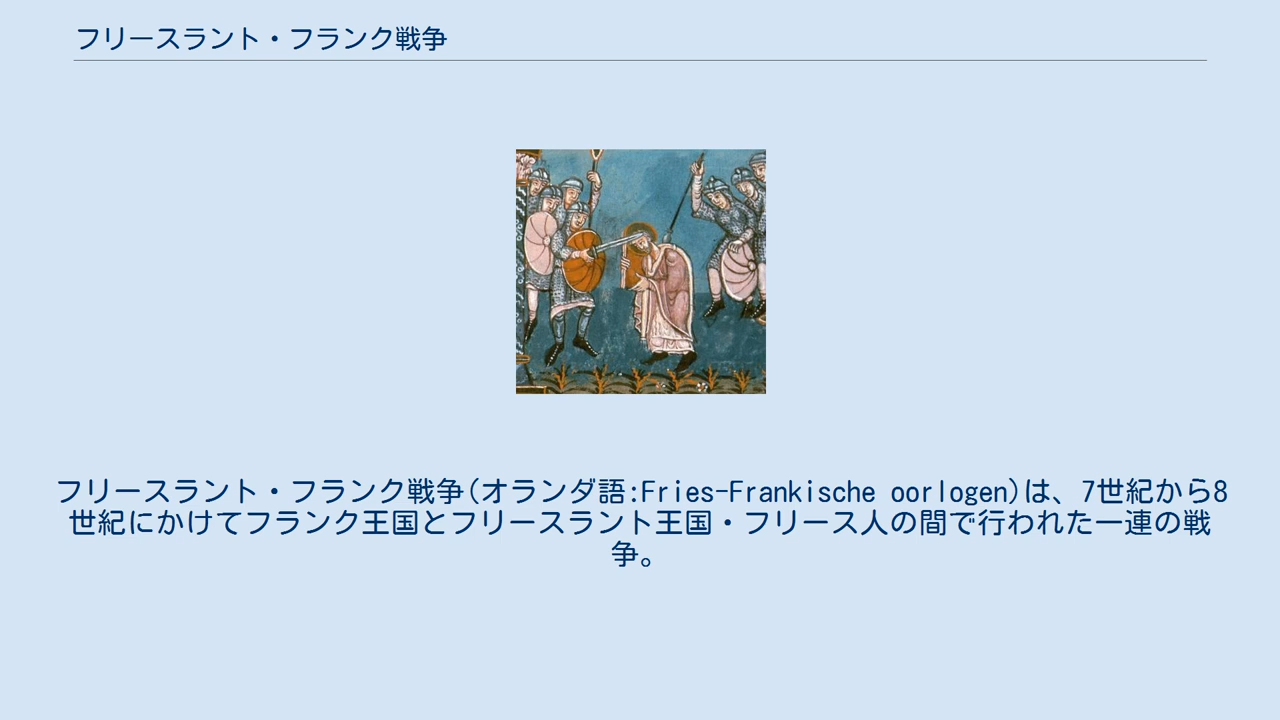 フリースラント・フランク戦争
フリースラント・フランク戦争(オランダ語:Fries-Frankische oorlogen)は、7世紀から8
世紀にかけてフランク王国とフリースラント王国・フリース人の間で行われた一連の戦
争。